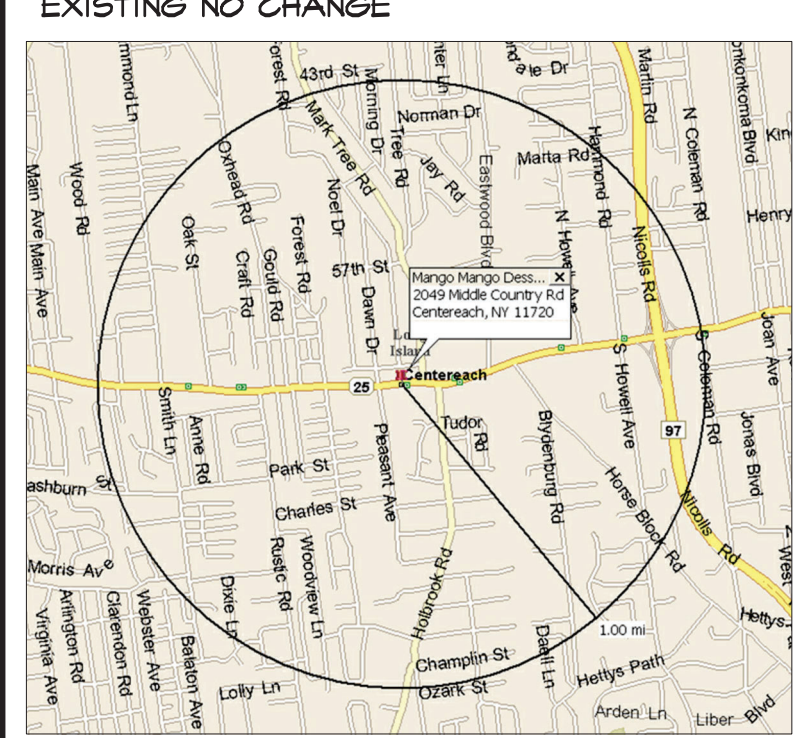 EXISTING NO CHANGE
43rd St
Forest Rd
Mark Tree Rd
Morning Dr
Tree Rd
Norman Dr
Jay Rd
Eastwood Blvd
Marta Rd
Hammond Rd
Martin Rd
N Coleman Rd
Henry
Main Ave
Main Ave
Wood Rd
Oxhead Rd
Oak St
Craft Rd
Gould Rd
Forest Rd
Noel Dr
57th St
Dawn Dr
Nicolls Rd
Mango Mango Dess...
2049 Middle Country Rd
Centereach, NY 11720
Centereach
25
97
S Howell Ave
S Coleman Rd
Joan Ave
Jonas Blvd
Smith Ln
Anne Rd
Pleasant Ave
Tudor Rd
Blydenburg Rd
Horse Block Rd
Nicolls Rd
Park St
Charles St
ashburn St
Morris Ave
Rustic Rd
Woodview Ln
Dixie Ln
Holbrook Rd
Virginia Ave
Arlington Rd
Clarendon Rd
Webster Ave
Balaton Ave
Lolly Ln
Champlin St
Ozark St
1.00 mi
Hettys Path
Hettys
West
Arden Ln
Liber Blvd